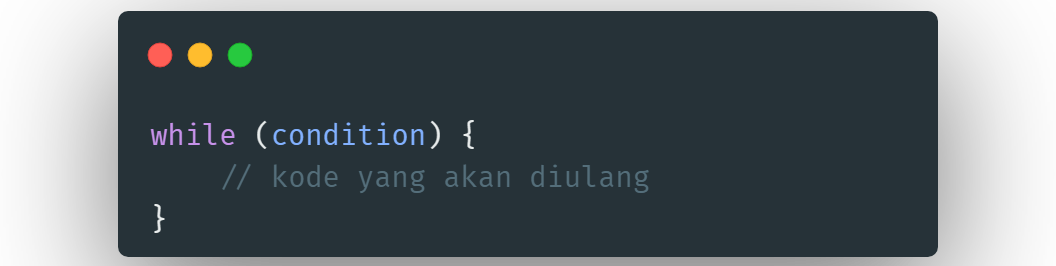 while (condition) {
    // kode yang akan diulang
}